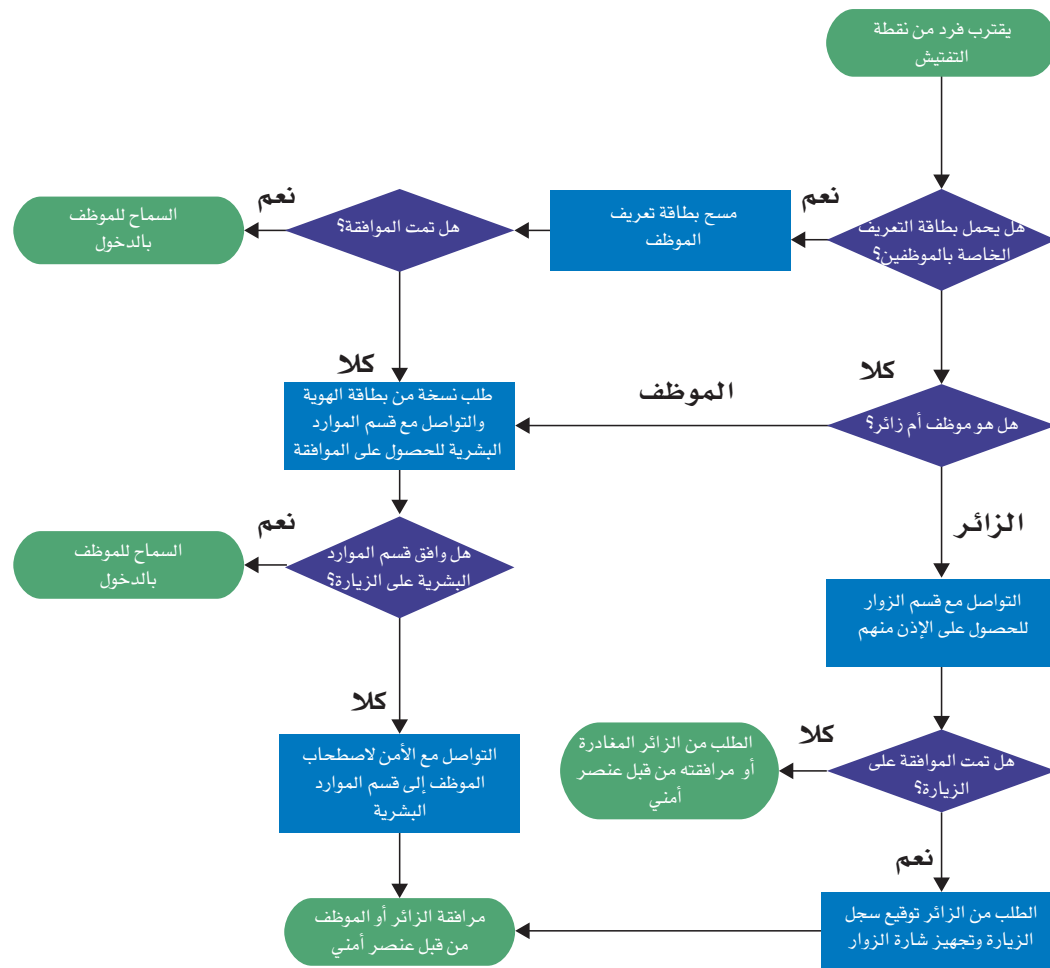 يقترب فرد من نقطة
التفتيش
هل يحمل بطاقة التعريف
الخاصة بالموظفين؟
نعم
مسح بطاقة تعريف
الموظف
هل تمت الموافقة؟
نعم
السماح للموظف
بالدخول
كلا
كلا
هل هو موظف أم زائر؟
الموظف
طلب نسخة من بطاقة الهوية
والتواصل مع قسم الموارد
البشرية للحصول على الموافقة
هل وافق قسم الموارد
البشرية على الزيارة؟
نعم
السماح للموظف
بالدخول
الزائر
التواصل مع قسم الزوار
للحصول على الإذن منهم
كلا
التواصل مع الأمن لاصطحاب
الموظف إلى قسم الموارد
البشرية
هل تمت الموافقة على
الزيارة؟
كلا
الطلب من الزائر المغادرة
أو مرافقته من قبل عنصر
أمني
نعم
الطلب من الزائر توقيع سجل
الزيارة وتجهيز شارة الزوار
مرافقة الزائر أو الموظف
من قبل عنصر أمني